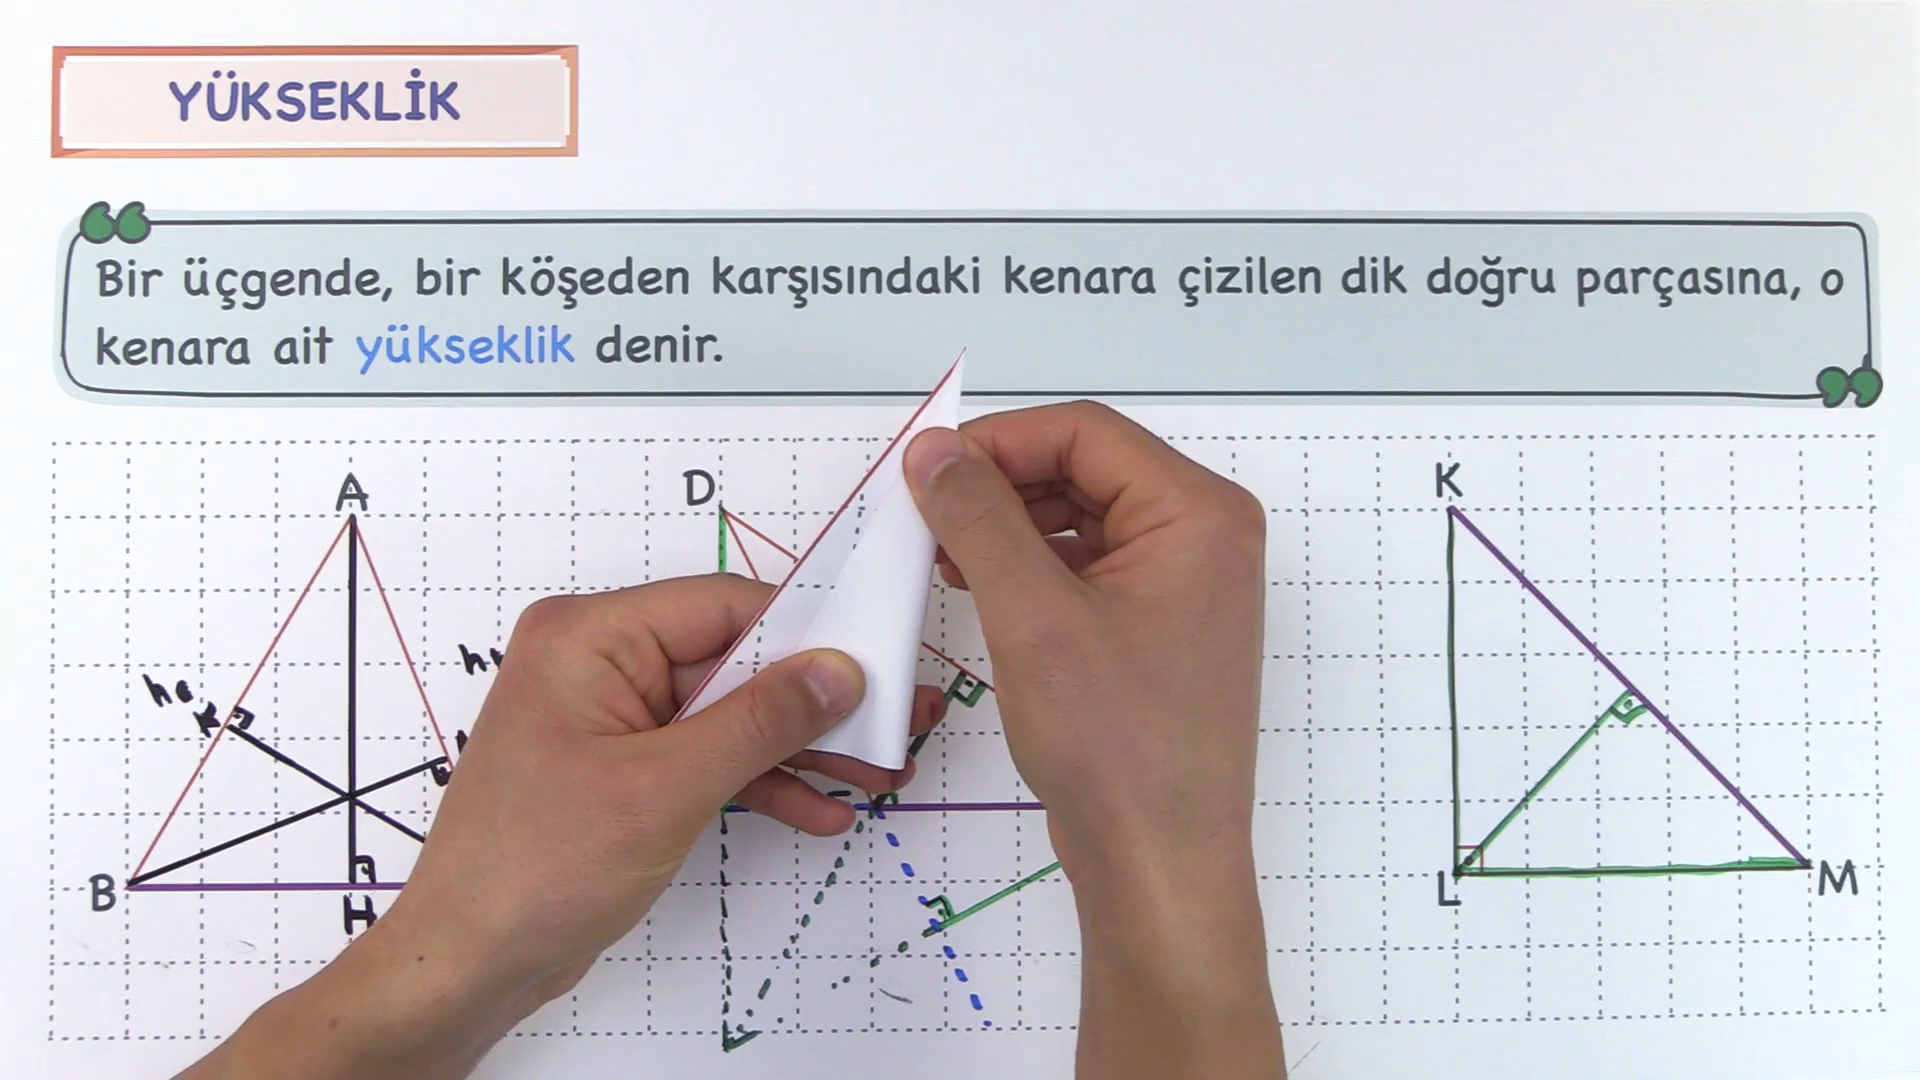 YÜKSEKLİK
Bir üçgende, bir köşeden karşısındaki kenara çizilen dik doğru parçasına, o
kenara ait yükseklik denir.
A
D
K
B
H
L
M